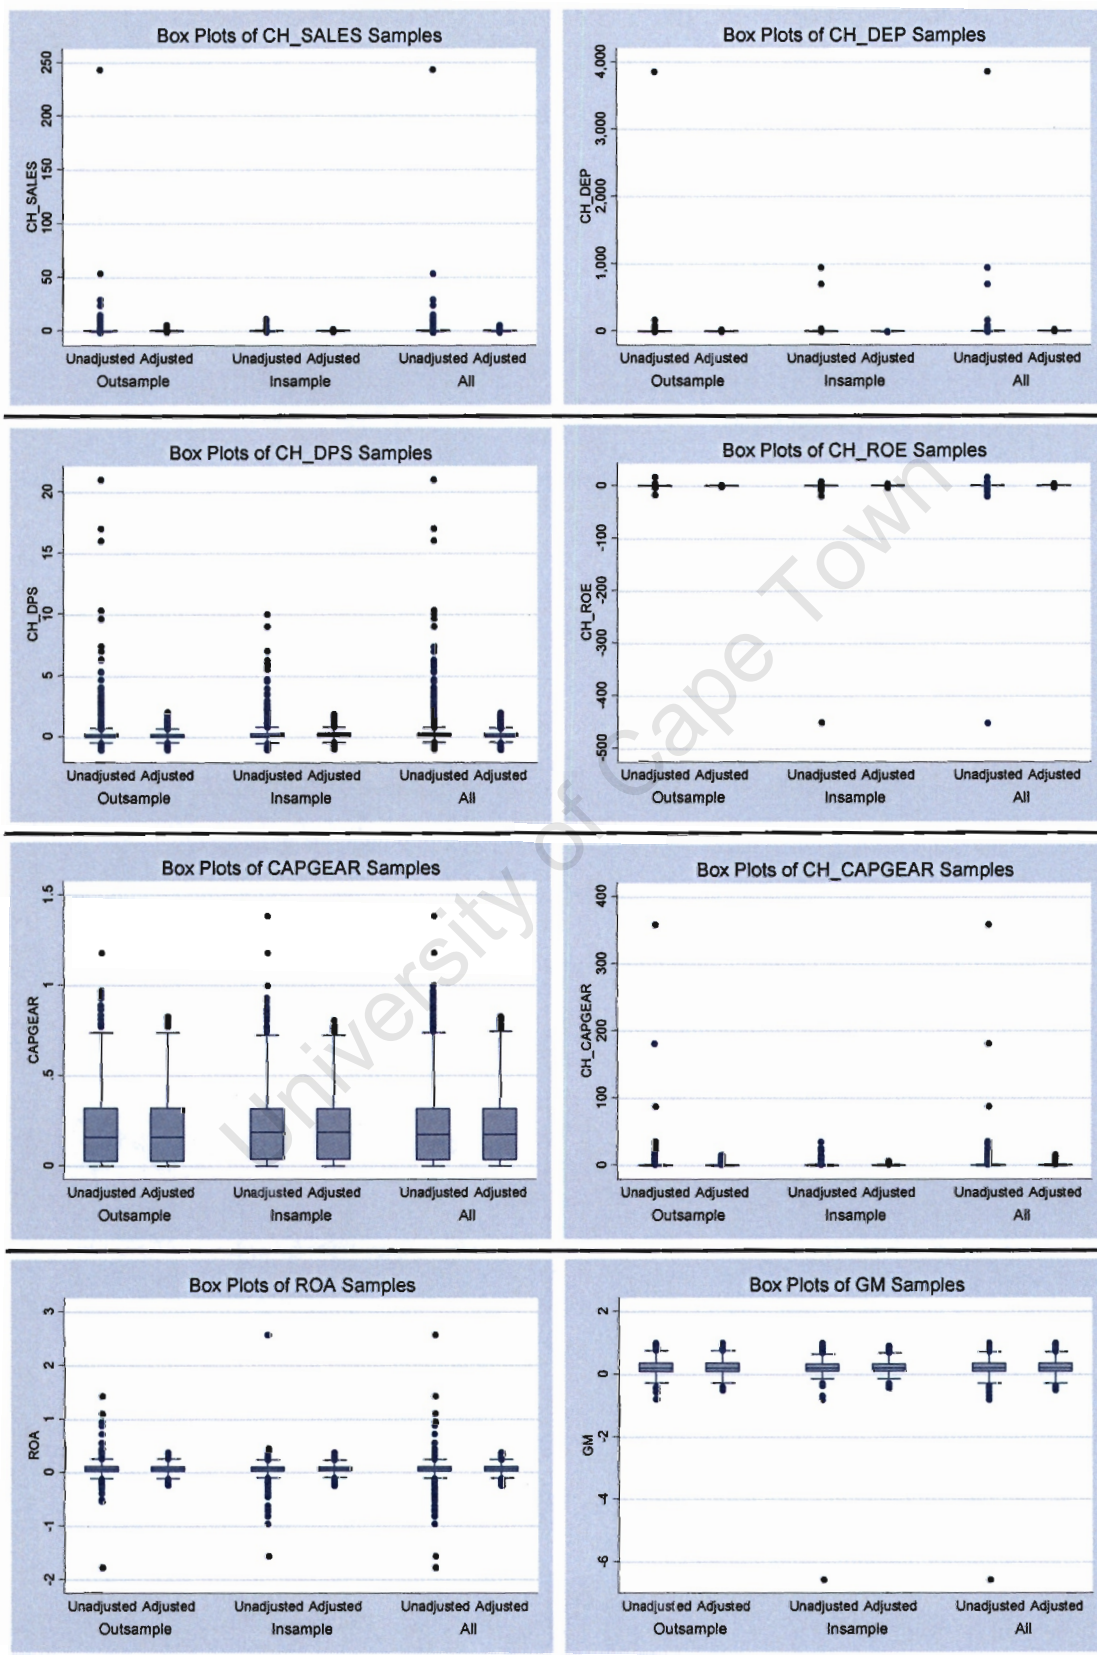 Box Plots of CH_SALES Samples
CH_SALES
250
200
150
100
50
0
Unadjusted Adjusted Unadjusted Adjusted Unadjusted Adjusted
Outsample Insample All
Box Plots of CH_DEP Samples
CH_DEP
4,000
3,000
2,000
1,000
0
Unadjusted Adjusted Unadjusted Adjusted Unadjusted Adjusted
Outsample Insample All
Box Plots of CH_DPS Samples
CH_DPS
20
15
10
5
0
Unadjusted Adjusted Unadjusted Adjusted Unadjusted Adjusted
Outsample Insample All
Box Plots of CH_ROE Samples
CH_ROE
0
-100
-200
-300
-400
-500
Unadjusted Adjusted Unadjusted Adjusted Unadjusted Adjusted
Outsample Insample All
Box Plots of CAPGEAR Samples
CAPGEAR
1.5
1
.5
0
Unadjusted Adjusted Unadjusted Adjusted Unadjusted Adjusted
Outsample Insample All
Box Plots of CH_CAPGEAR Samples
CH_CAPGEAR
400
300
200
100
0
Unadjusted Adjusted Unadjusted Adjusted Unadjusted Adjusted
Outsample Insample All
Box Plots of ROA Samples
ROA
3
2
1
0
-1
-2
Unadjusted Adjusted Unadjusted Adjusted Unadjusted Adjusted
Outsample Insample All
Box Plots of GM Samples
GM
2
0
-2
-4
-6
Unadjusted Adjusted Unadjusted Adjusted Unadjusted Adjusted
Outsample Insample All
University of Cape Town